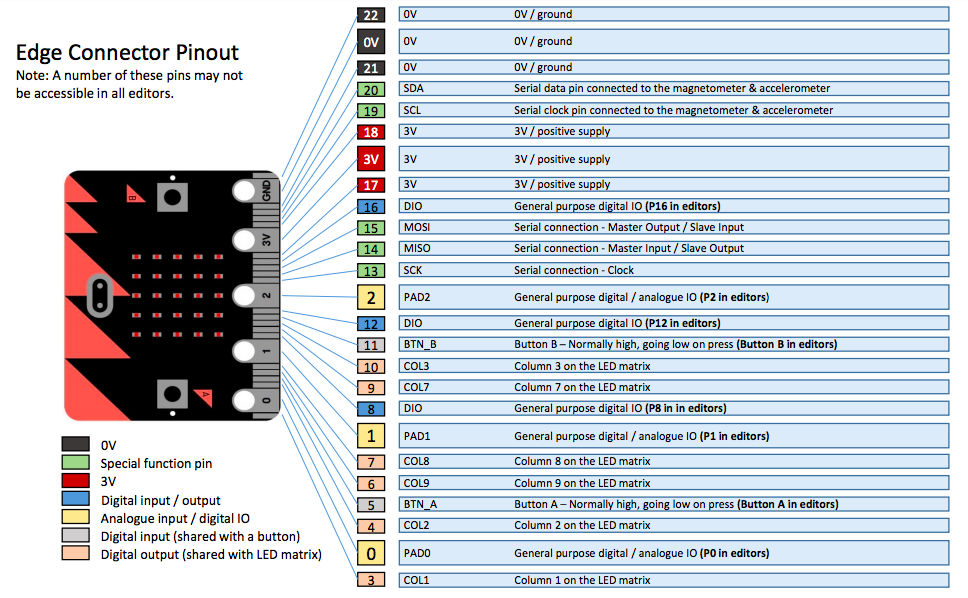 Edge Connector Pinout
Note: A number of these pins may not
be accessible in all editors.
22 0V 0V / ground
0V 0V 0V / ground
21 0V 0V / ground
20 SDA Serial data pin connected to the magnetometer & accelerometer
19 SCL Serial clock pin connected to the magnetometer & accelerometer
18 3V 3V / positive supply
3V 3V 3V / positive supply
17 3V 3V / positive supply
16 DIO General purpose digital IO (P16 in editors)
15 MOSI Serial connection - Master Output / Slave Input
14 MISO Serial connection - Master Input / Slave Output
13 SCK Serial connection - Clock
2 PAD2 General purpose digital / analogue IO (P2 in editors)
12 DIO General purpose digital IO (P12 in editors)
11 BTN_B Button B – Normally high, going low on press (Button B in editors)
10 COL3 Column 3 on the LED matrix
9 COL7 Column 7 on the LED matrix
8 DIO General purpose digital IO (P8 in in editors)
1 PAD1 General purpose digital / analogue IO (P1 in editors)
7 COL8 Column 8 on the LED matrix
6 COL9 Column 9 on the LED matrix
5 BTN_A Button A – Normally high, going low on press (Button A in editors)
4 COL2 Column 2 on the LED matrix
0 PAD0 General purpose digital / analogue IO (P0 in editors)
3 COL1 Column 1 on the LED matrix
B
GND
3V
2
1
0
A
0V
Special function pin
3V
Digital input / output
Analogue input / digital IO
Digital input (shared with a button)
Digital output (shared with LED matrix)